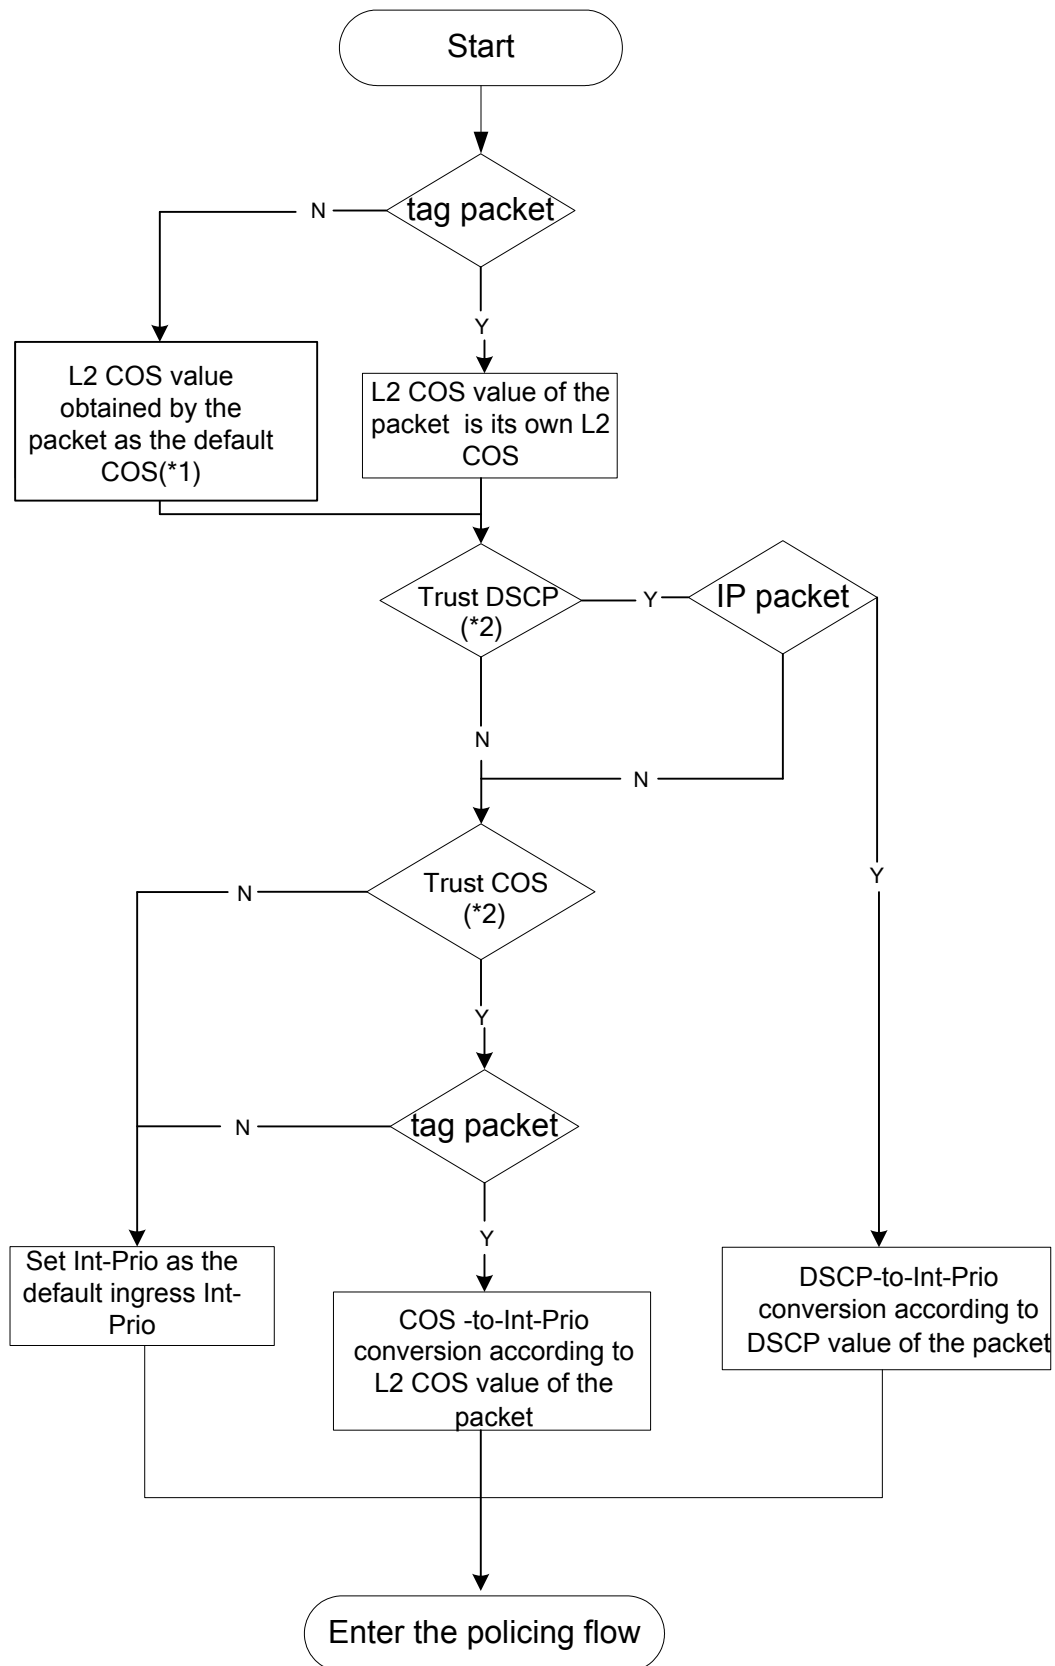 Start
tag packet
N
Y
L2 COS value
obtained by the
packet as the default
COS(*1)
L2 COS value of the
packet is its own L2
COS
Trust DSCP
(*2)
Y
IP packet
N
N
Y
Trust COS
(*2)
N
Y
tag packet
N
Y
Set Int-Prio as the
default ingress Int-
Prio
COS -to-Int-Prio
conversion according to
L2 COS value of the
packet
DSCP-to-Int-Prio
conversion according to
DSCP value of the packet
Enter the policing flow